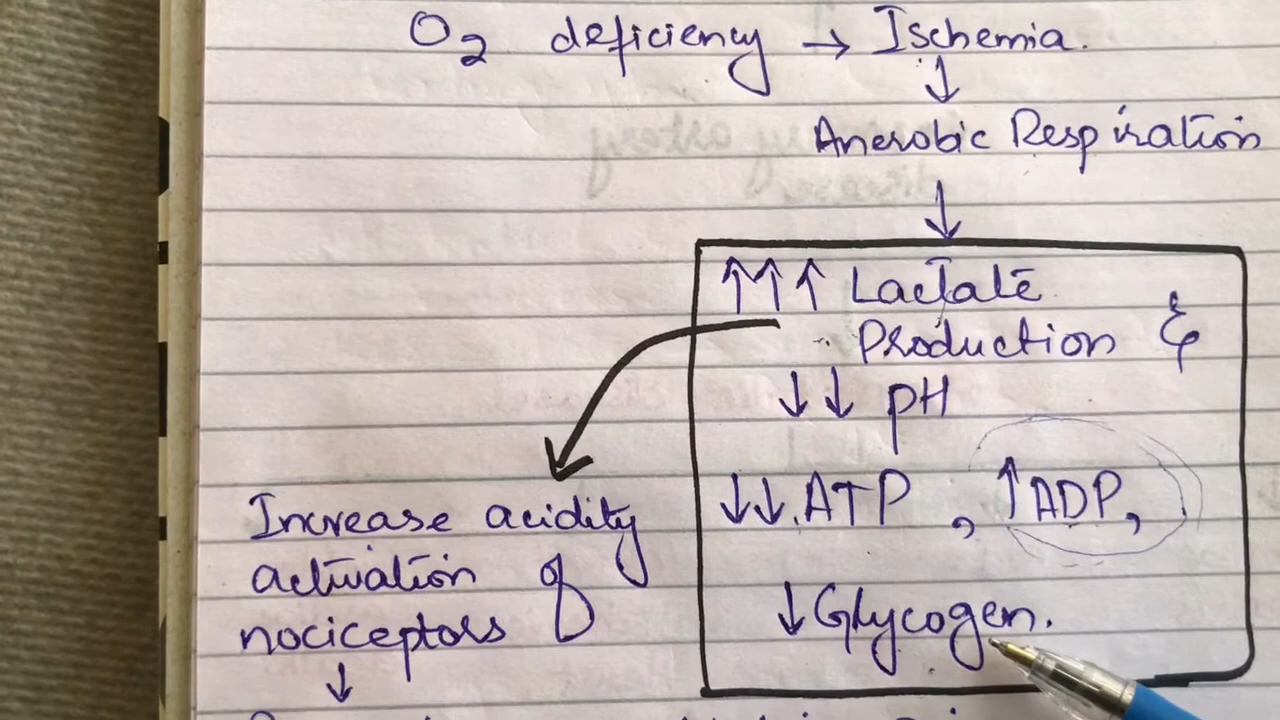 O₂ deficiency → Ischemia.
↓
Anerobic Respiration
↓
↑↑↑ Lactate
Production &
↓↓ pH
↓↓ ATP, ↑ADP,
↓Glycogen.
Increase acidity
activation of
nociceptors
↓